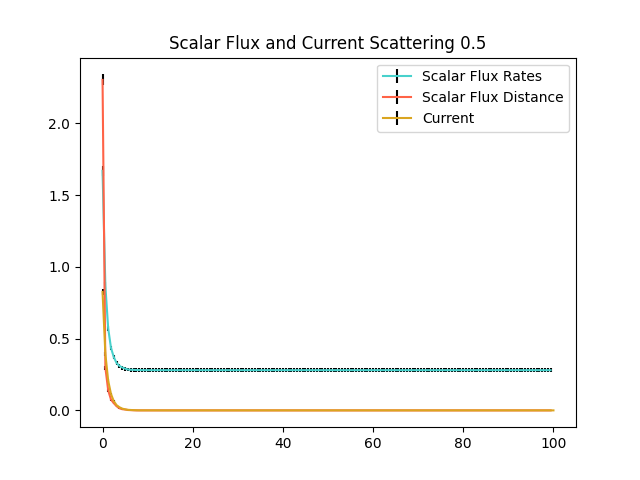 Scalar Flux and Current Scattering 0.5
Scalar Flux Rates
Scalar Flux Distance
Current
2.0
1.5
1.0
0.5
0.0
0 20 40 60 80 100